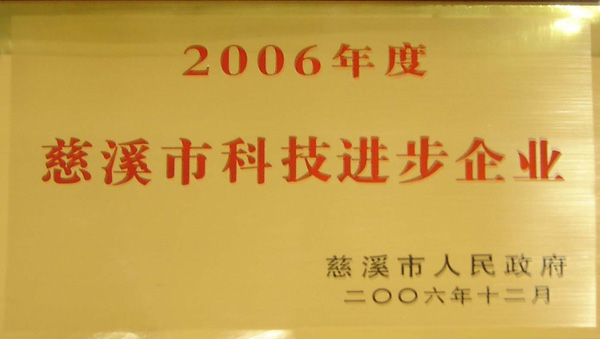 2006年度
慈溪市科技进步企业
慈溪市人民政府
二〇〇六年十二月